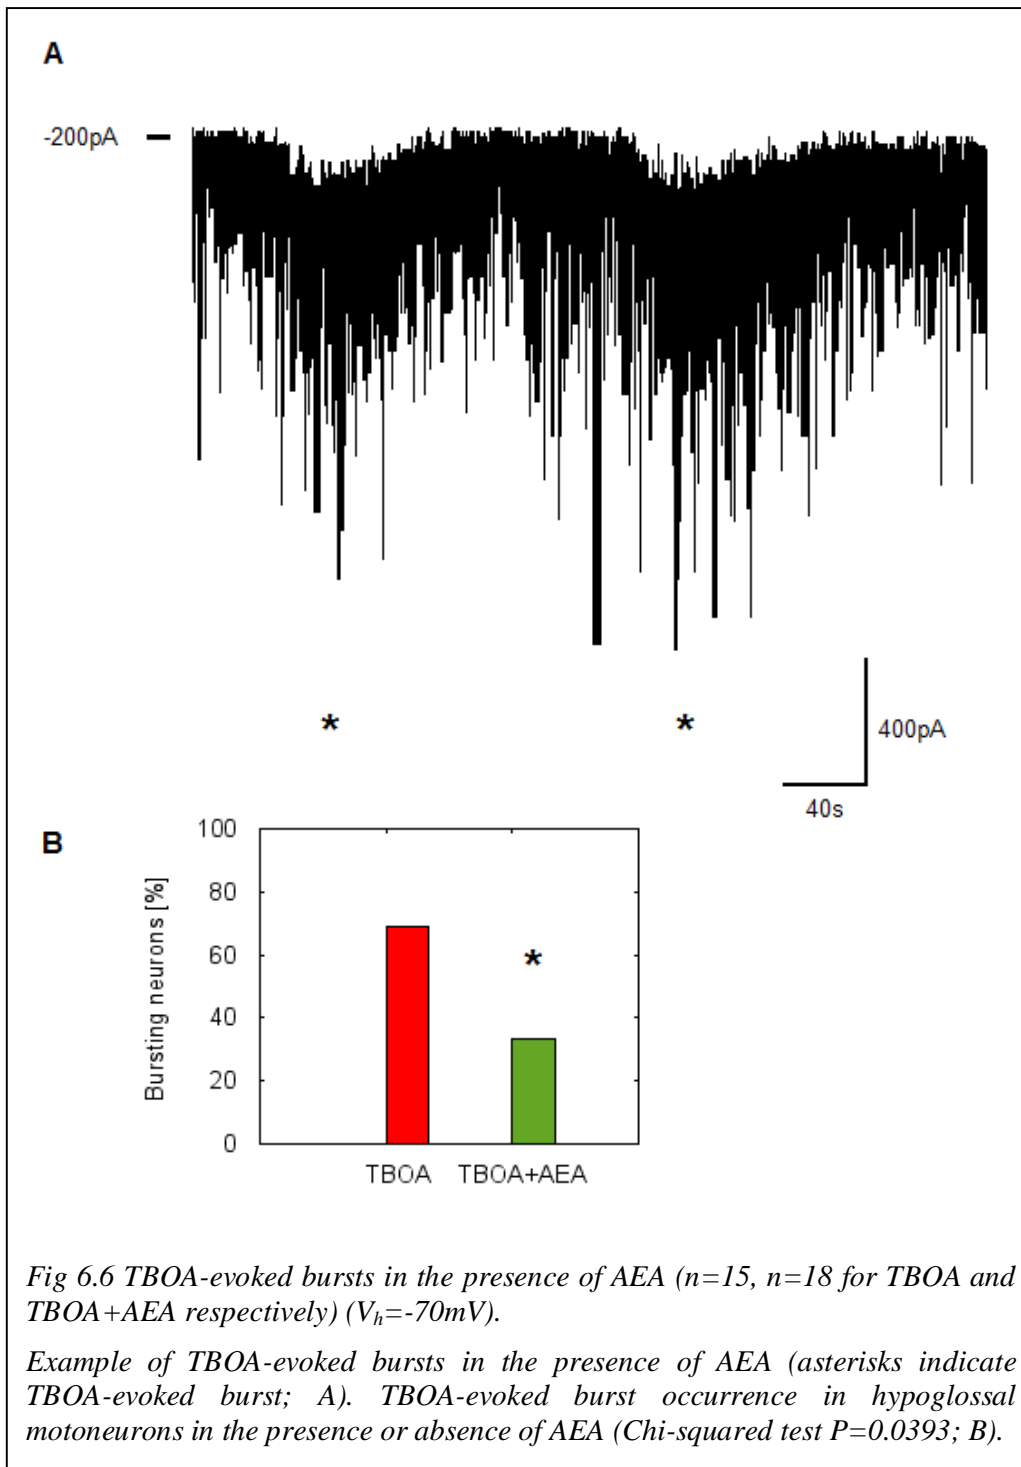 A
-200pA
*
*
400pA
40s
B
100
80
60
40
20
0
Bursting neurons [%]
*
TBOA
TBOA+AEA
Fig 6.6 TBOA-evoked bursts in the presence of AEA (n=15, n=18 for TBOA and
TBOA+AEA respectively) (Vh=-70mV).
Example of TBOA-evoked bursts in the presence of AEA (asterisks indicate
TBOA-evoked burst; A). TBOA-evoked burst occurrence in hypoglossal
motoneurons in the presence or absence of AEA (Chi-squared test P=0.0393; B).